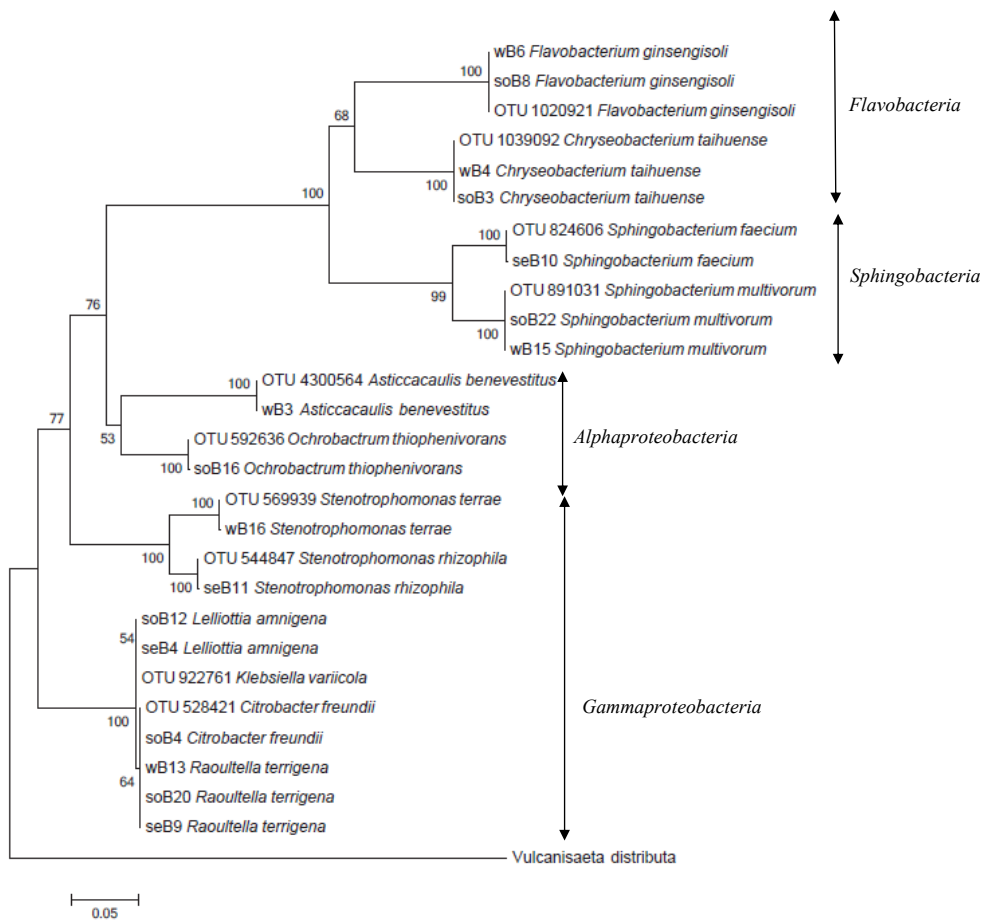 wB6 Flavobacterium ginsengisoli
100
soB8 Flavobacterium ginsengisoli
Flavobacteria
OTU 1020921 Flavobacterium ginsengisoli
68
OTU 1039092 Chryseobacterium taihuense
wB4 Chryseobacterium taihuense
100
soB3 Chryseobacterium taihuense
100
OTU 824606 Sphingobacterium faecium
100
seB10 Sphingobacterium faecium
Sphingobacteria
OTU 891031 Sphingobacterium multivorum
99
soB22 Sphingobacterium multivorum
100
wB15 Sphingobacterium multivorum
76
OTU 4300564 Asticcacaulis benevestitus
100
wB3 Asticcacaulis benevestitus
77
53
OTU 592636 Ochrobactrum thiophenivorans
Alphaproteobacteria
100
soB16 Ochrobactrum thiophenivorans
OTU 569939 Stenotrophomonas terrae
100
wB16 Stenotrophomonas terrae
100
OTU 544847 Stenotrophomonas rhizophila
100
seB11 Stenotrophomonas rhizophila
soB12 Lelliottia amnigena
54
seB4 Lelliottia amnigena
OTU 922761 Klebsiella variicola
OTU 528421 Citrobacter freundii
Gammaproteobacteria
100
soB4 Citrobacter freundii
wB13 Raoultella terrigena
64
soB20 Raoultella terrigena
seB9 Raoultella terrigena
Vulcanisaeta distributa
0.05